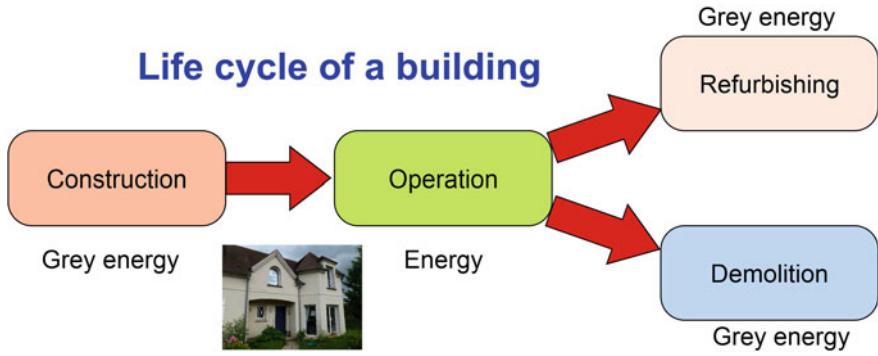 Grey energy
Life cycle of a building
Refurbishing
Construction
Operation
Grey energy
Energy
Demolition
Grey energy